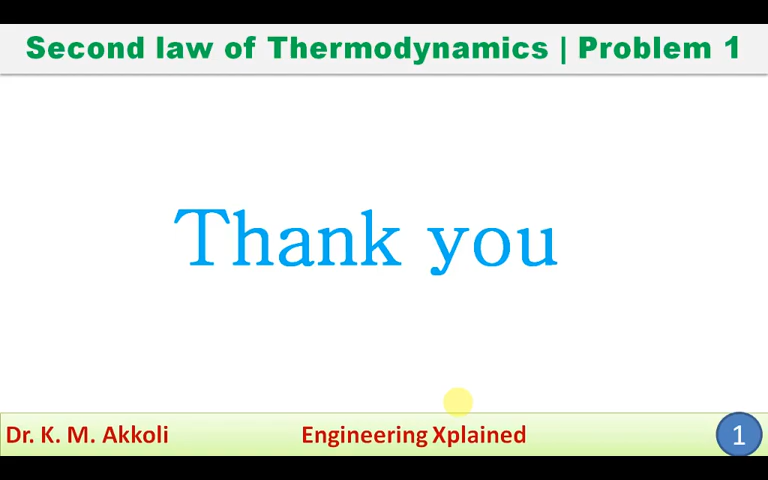 Second law of Thermodynamics | Problem 1
Thank you
Dr. K. M. Akkoli
Engineering Xplained
1